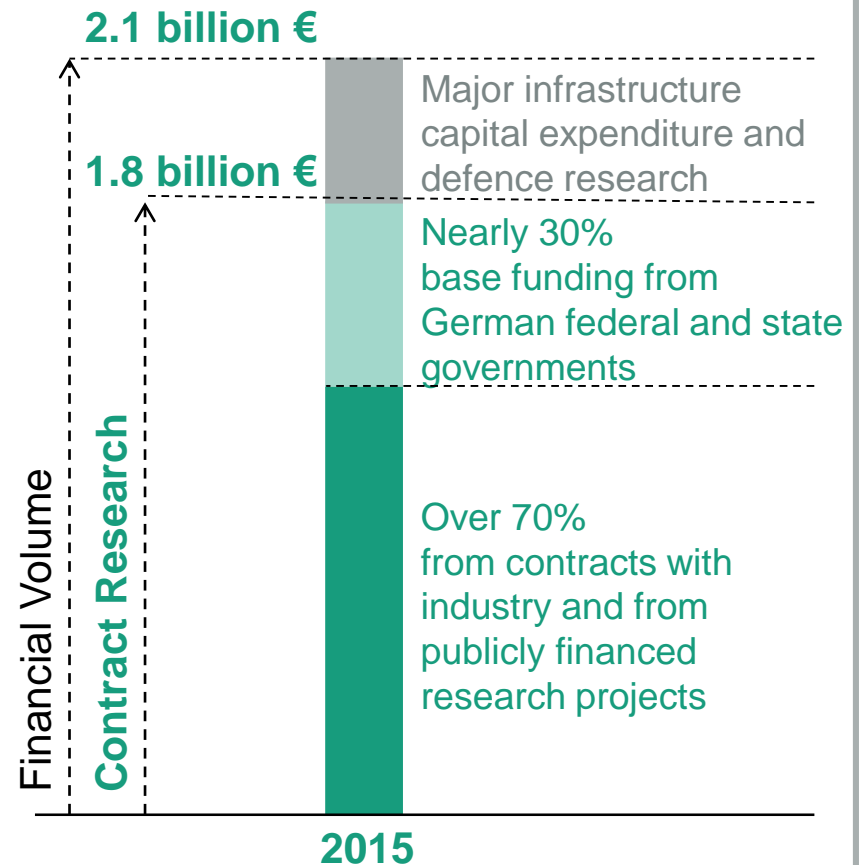 2.1 billion €
Major infrastructure
capital expenditure and
defence research
1.8 billion €
Nearly 30%
base funding from
German federal and state
governments
Over 70%
from contracts with
industry and from
publicly financed
research projects
Financial Volume
Contract Research
2015